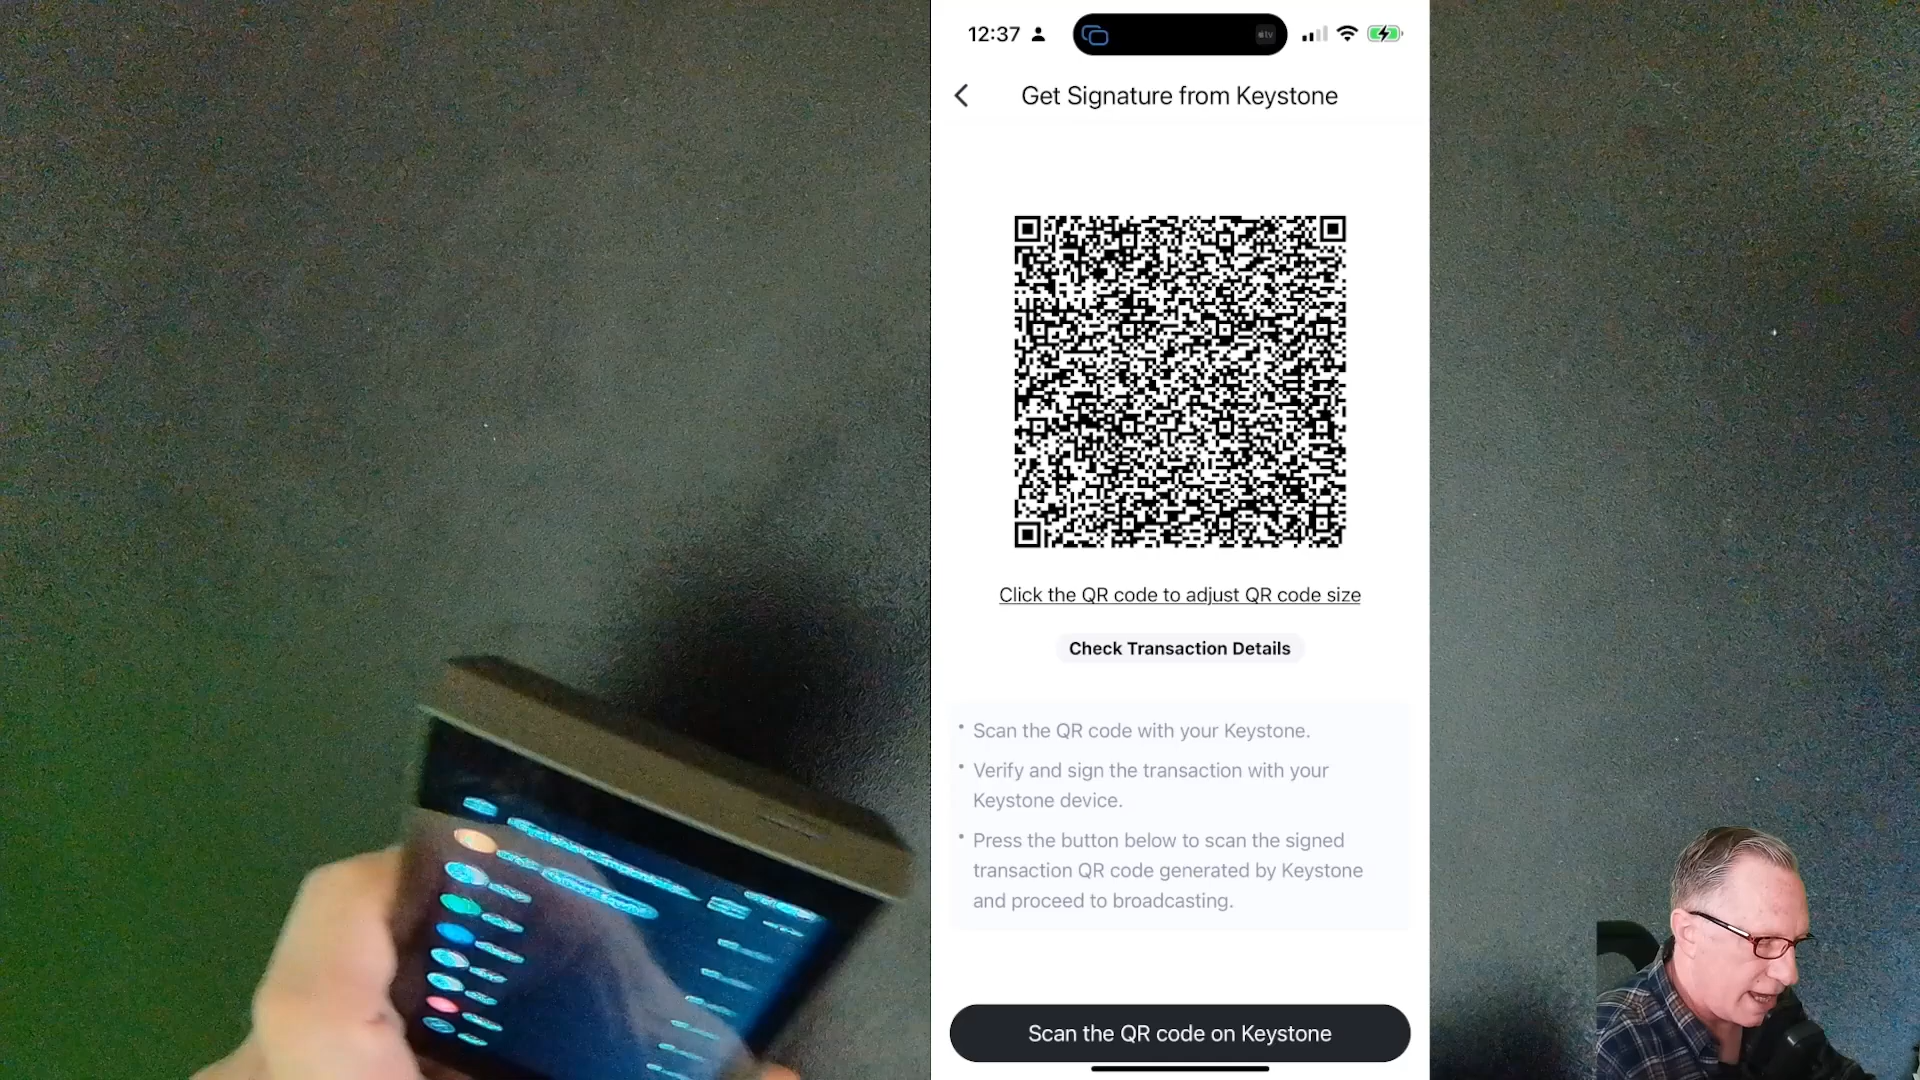 12:37
tv
Get Signature from Keystone
Click the QR code to adjust QR code size
Check Transaction Details
• Scan the QR code with your Keystone.
• Verify and sign the transaction with your
Keystone device.
• Press the button below to scan the signed
transaction QR code generated by Keystone
and proceed to broadcasting.
Scan the QR code on Keystone